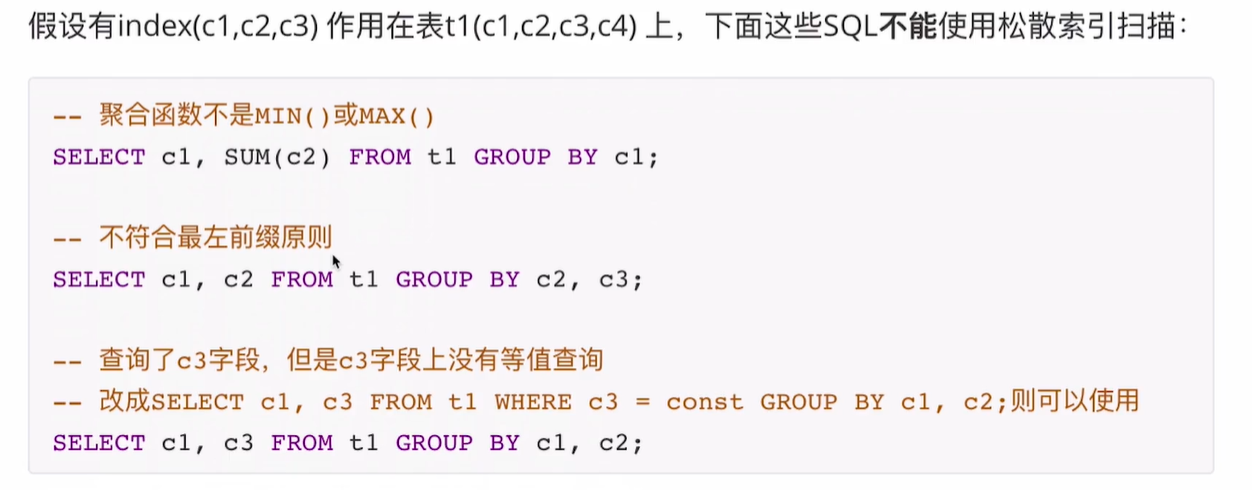 假设有index(c1,c2,c3) 作用在表t1(c1,c2,c3,c4) 上，下面这些SQL不能使用松散索引扫描：
-- 聚合函数不是MIN()或MAX()
SELECT c1, SUM(c2) FROM t1 GROUP BY c1;
-- 不符合最左前缀原则
SELECT c1, c2 FROM t1 GROUP BY c2, c3;
-- 查询了c3字段，但是c3字段上没有等值查询
-- 改成SELECT c1, c3 FROM t1 WHERE c3 = const GROUP BY c1, c2;则可以使用
SELECT c1, c3 FROM t1 GROUP BY c1, c2;